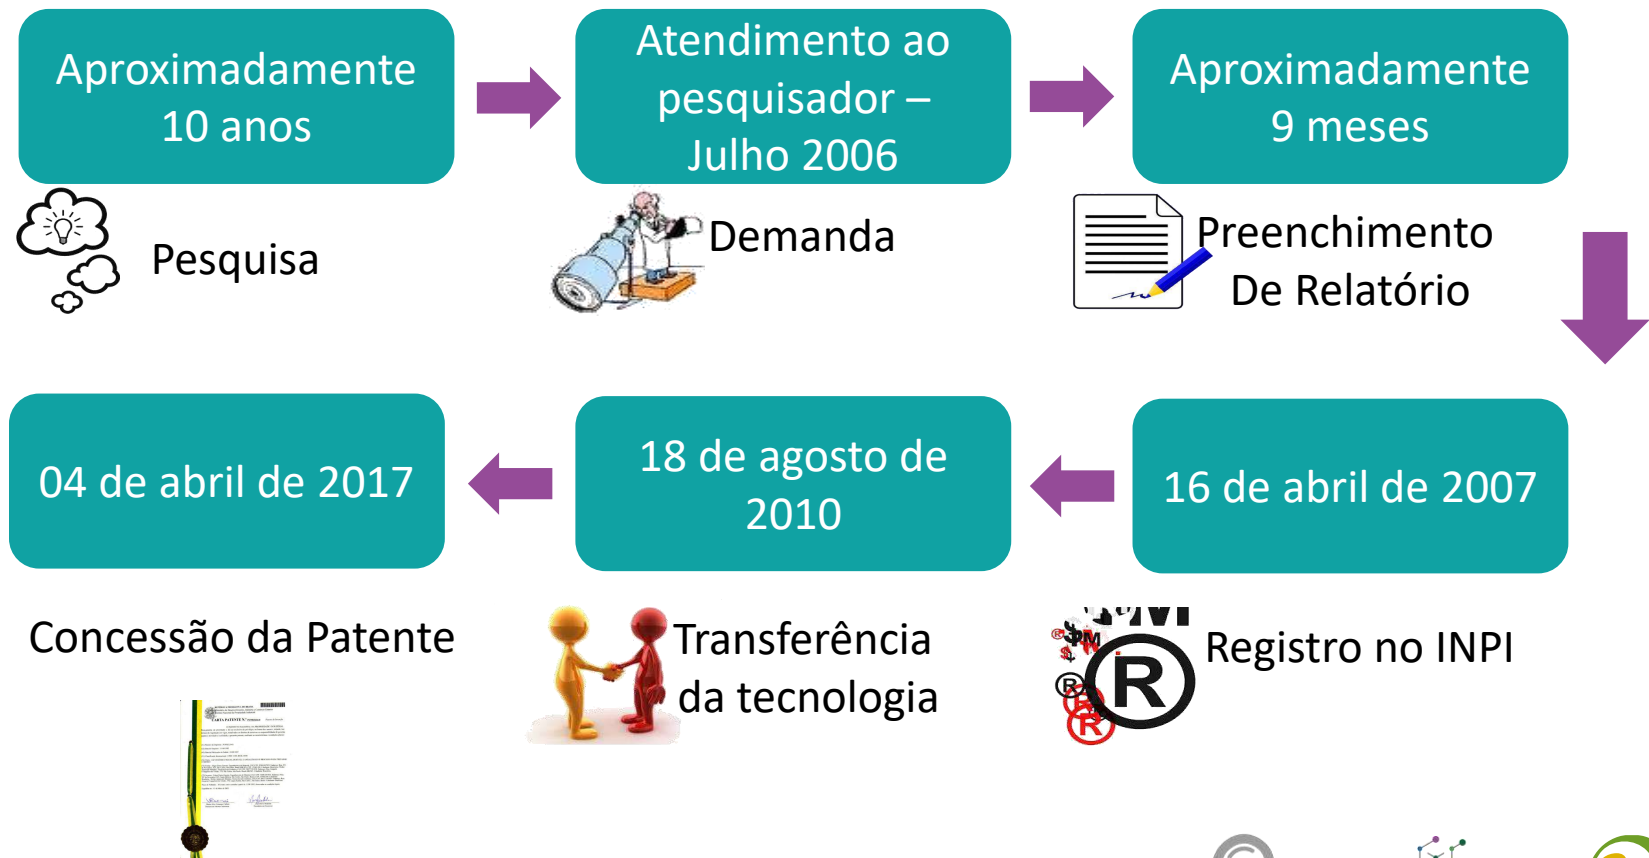 Aproximadamente
10 anos
Atendimento ao
pesquisador –
Julho 2006
Aproximadamente
9 meses
Pesquisa
Demanda
Preenchimento
De Relatório
04 de abril de 2017
18 de agosto de
2010
16 de abril de 2007
Concessão da Patente
Transferência
da tecnologia
Registro no INPI
CARTA PATENTE N.º